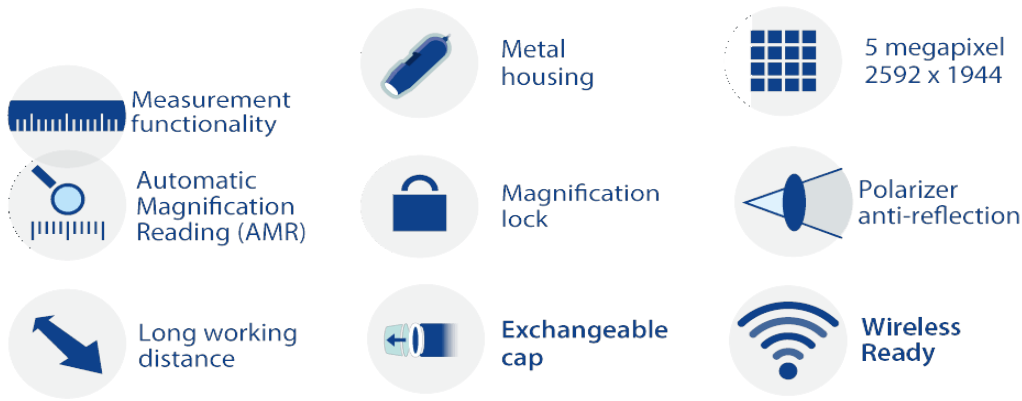 Metal
housing
5 megapixel
2592 x 1944
Measurement
functionality
Automatic
Magnification
Reading (AMR)
Magnification
lock
Polarizer
anti-reflection
Long working
distance
Exchangeable
cap
Wireless
Ready